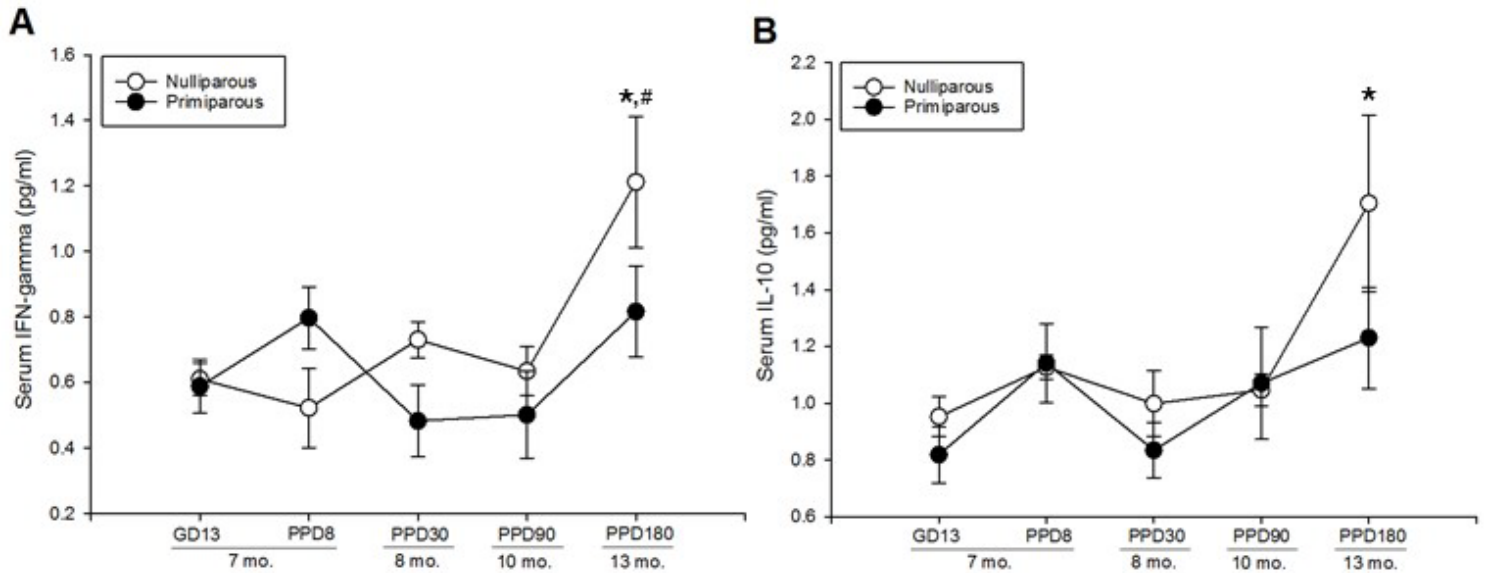 A
Serum IFN-gamma (pg/ml)
1.6
1.4
1.2
1.0
0.8
0.6
0.4
0.2
Nulliparous
Primiparous
*,#
GD13 PPD8 PPD30 PPD90 PPD180
7 mo. 8 mo. 10 mo. 13 mo.
B
Serum IL-10 (pg/ml)
2.2
2.0
1.8
1.6
1.4
1.2
1.0
0.8
0.6
Nulliparous
Primiparous
*
GD13 PPD8 PPD30 PPD90 PPD180
7 mo. 8 mo. 10 mo. 13 mo.